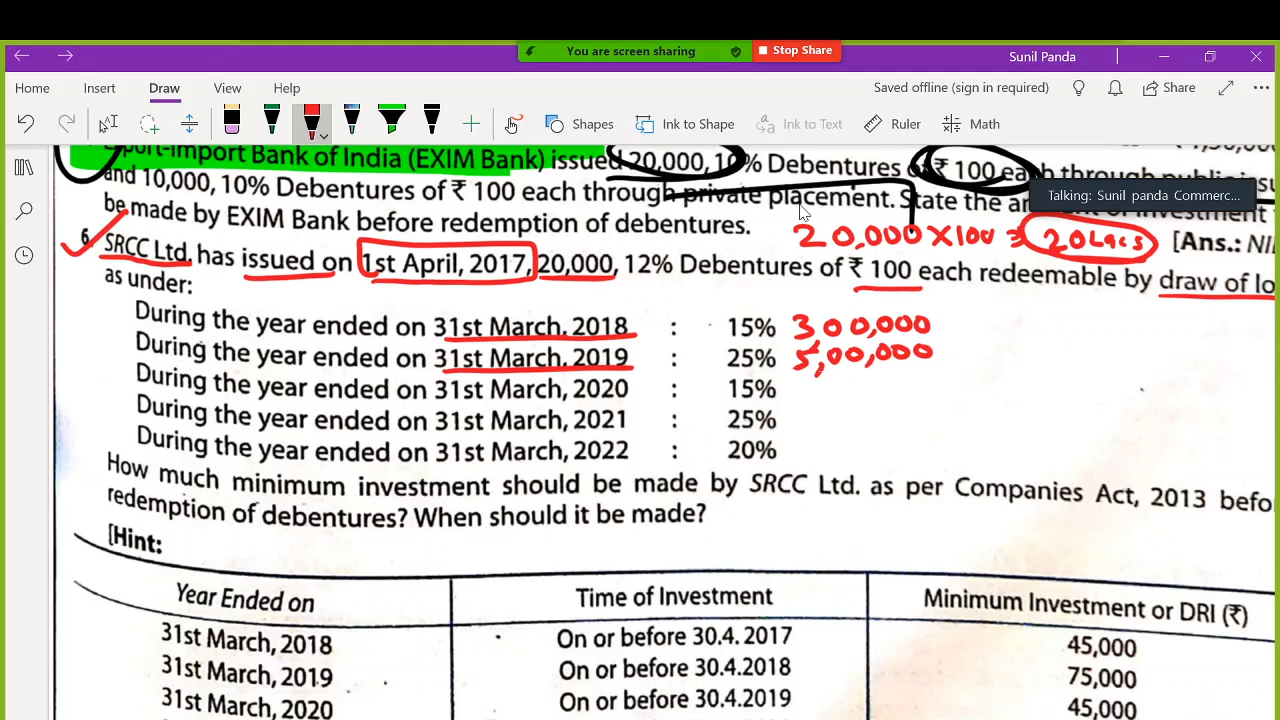 You are screen sharing Stop Share
Sunil Panda
Home Insert Draw View Help Saved offline (sign in required) Share
Shapes Ink to Shape Ink to Text Ruler Math
Export-Import Bank of India (EXIM Bank) issued 20,000, 10% Debentures of ₹ 100 each through public
and 10,000, 10% Debentures of ₹ 100 each through private placement. State the
Talking: Sunil panda Commerc...
be made by EXIM Bank before redemption of debentures.
20,000 X100 = 20 Lacs [Ans.:
6. SRCC Ltd. has issued on 1st April, 2017, 20,000, 12% Debentures of ₹ 100 each redeemable by draw of
as under:
During the year ended on 31st March, 2018 : 15% 300,000
During the year ended on 31st March, 2019 : 25% 5,00,000
During the year ended on 31st March, 2020 : 15%
During the year ended on 31st March, 2021 : 25%
During the year ended on 31st March, 2022 : 20%
How much minimum investment should be made by SRCC Ltd. as per Companies Act, 2013
redemption of debentures? When should it be made?
[Hint:
Year Ended on Time of Investment Minimum Investment or DRI (₹)
31st March, 2018 On or before 30.4.2017 45,000
31st March, 2019 On or before 30.4.2018 75,000
31st March, 2020 On or before 30.4.2019 45,000